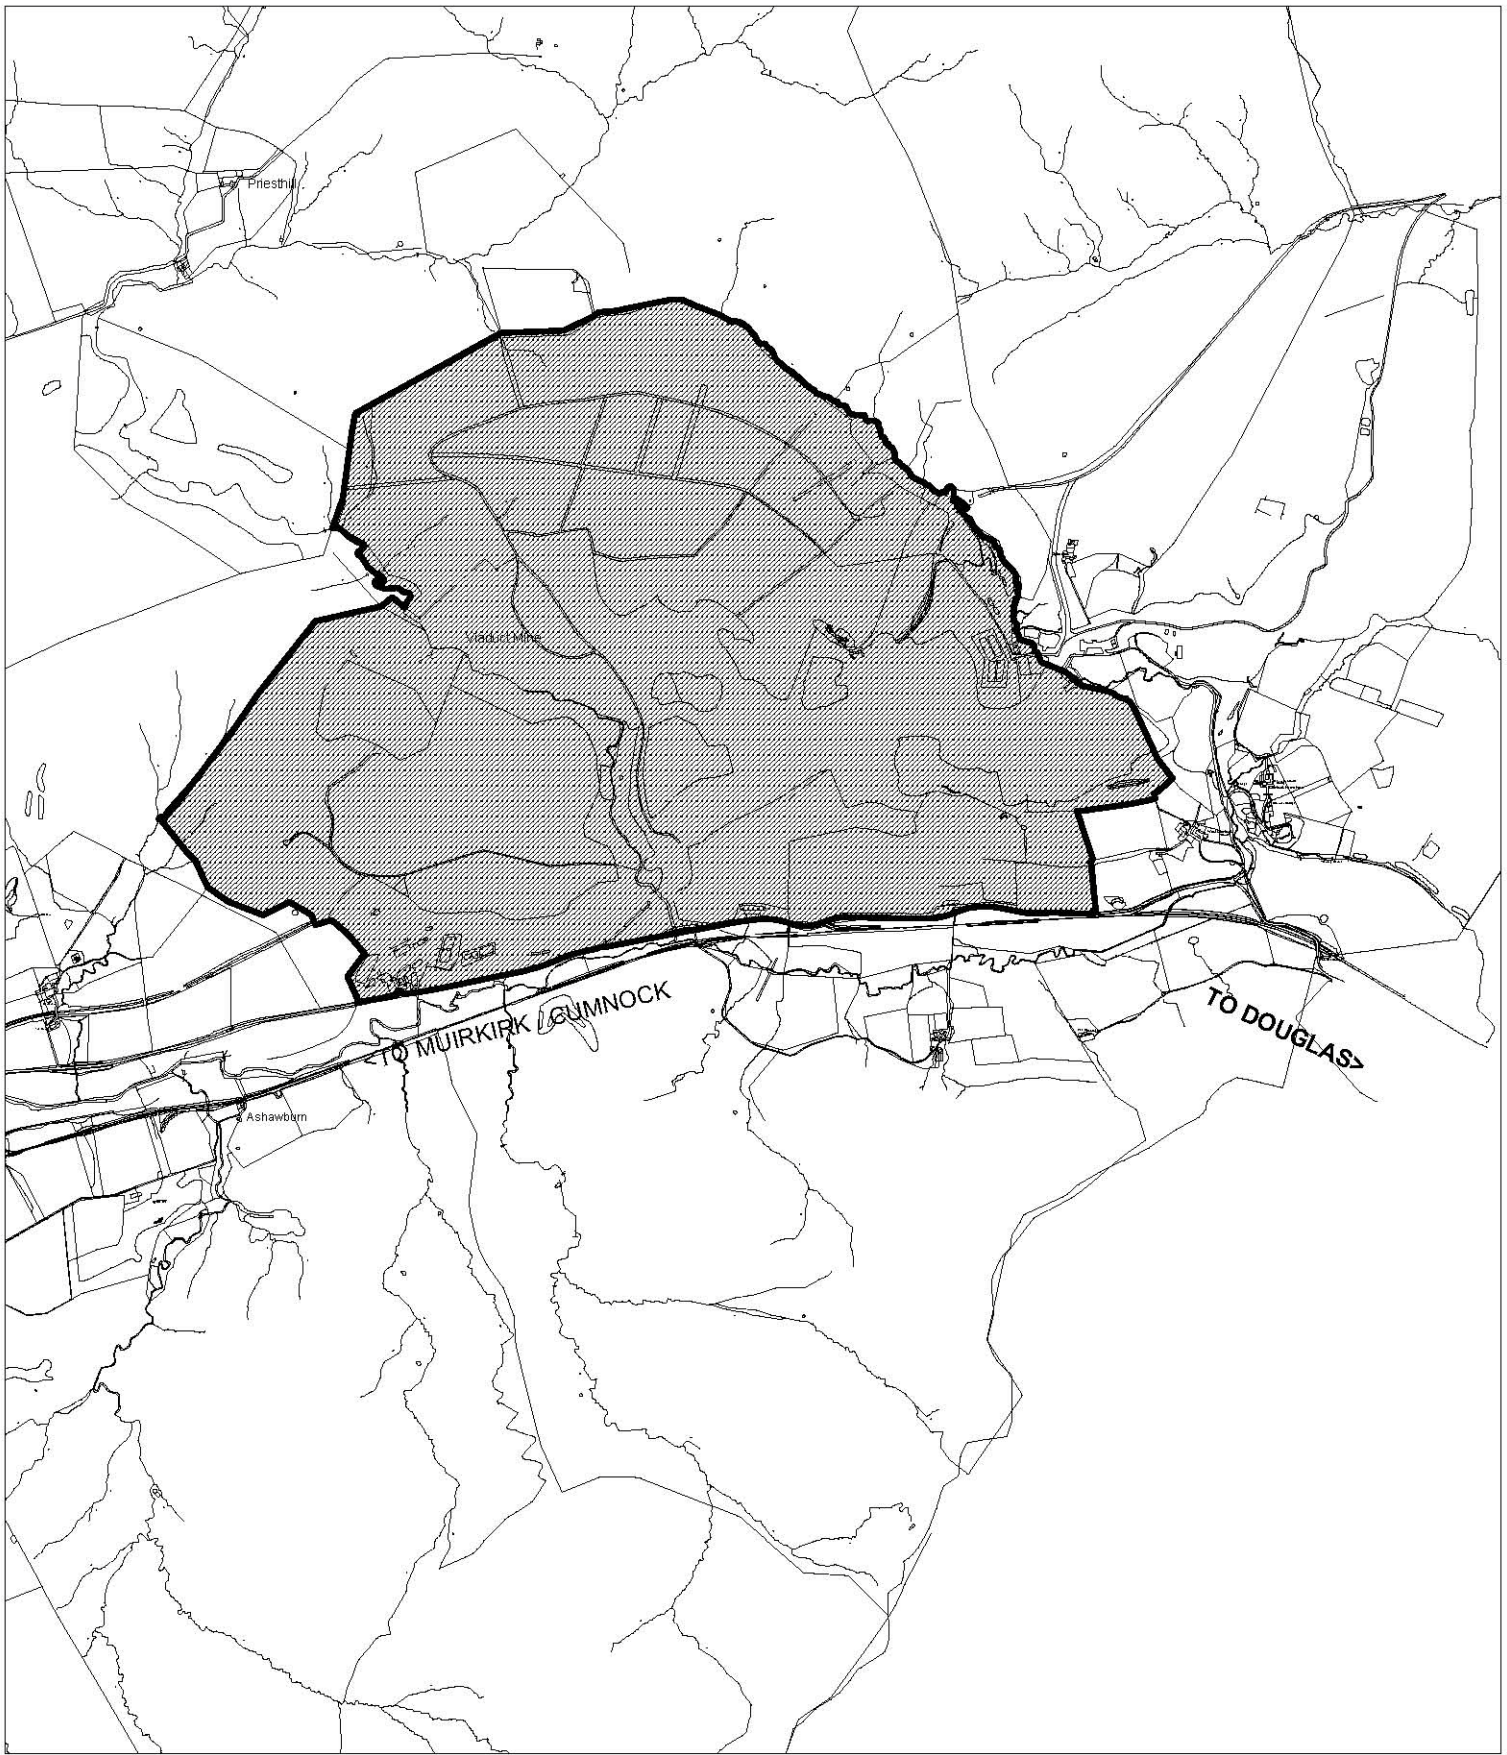 Priesthill
Viaduct Mine
<TO MUIRKIRK / CUMNOCK
TO DOUGLAS>
Ashawburn